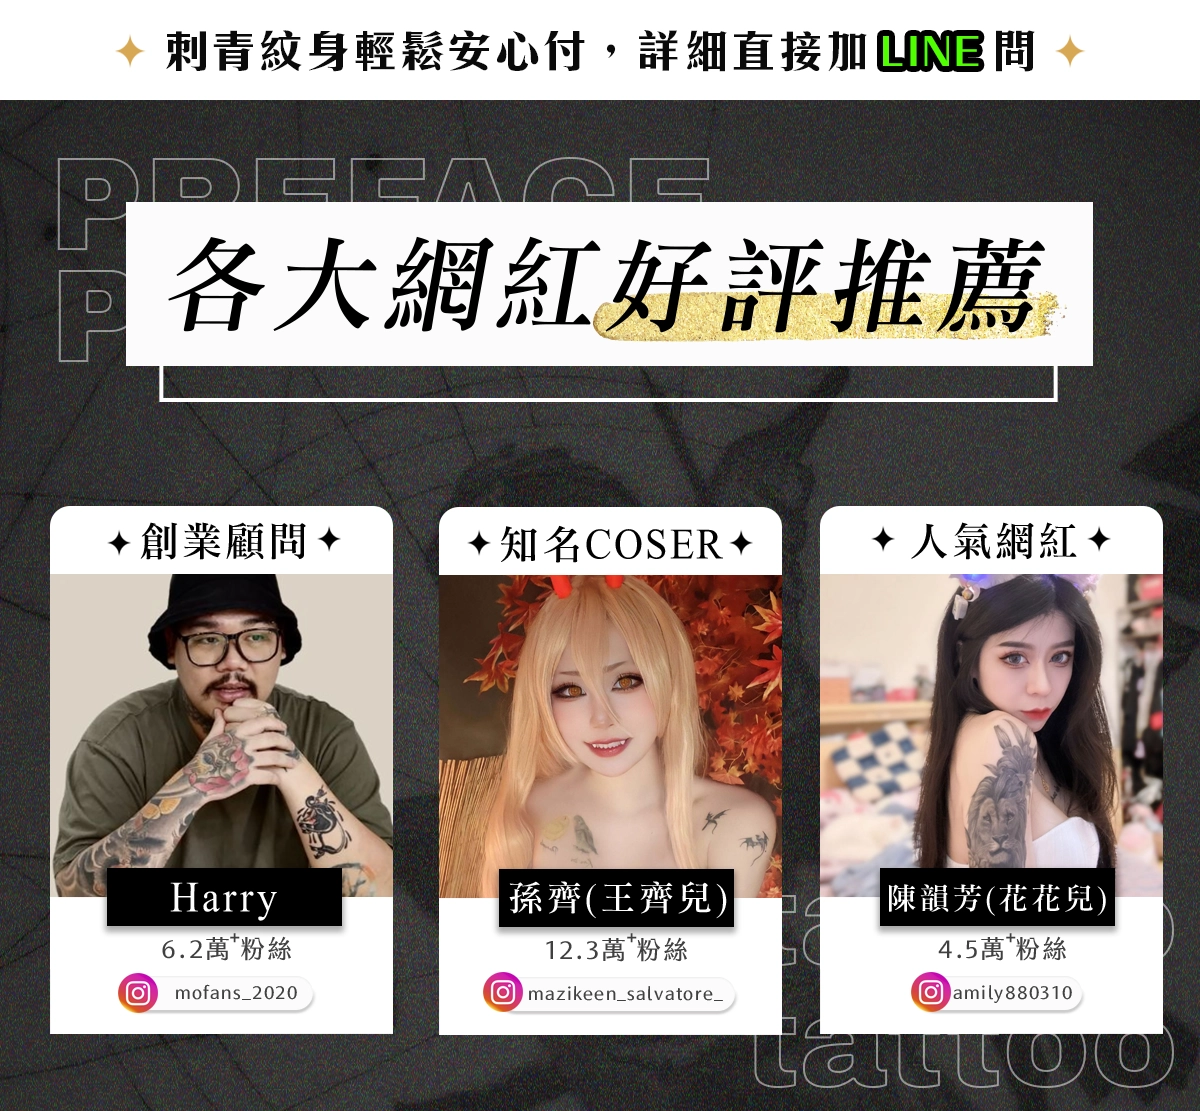 刺青紋身輕鬆安心付，詳細直接加LINE問
PREFACE
各大網紅好評推薦
✦創業顧問✦
Harry
6.2萬+粉絲
mofans_2020
✦知名COSER✦
孫齊(王齊兒)
12.3萬+粉絲
mazikeen_salvatore_
✦人氣網紅✦
陳韻芳(花花兒)
4.5萬+粉絲
amily880310
tattoo